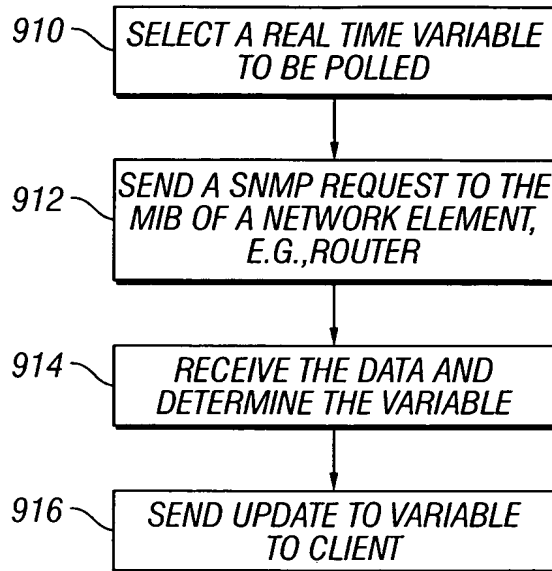 910
SELECT A REAL TIME VARIABLE
TO BE POLLED
912
SEND A SNMP REQUEST TO THE
MIB OF A NETWORK ELEMENT,
E.G.,ROUTER
914
RECEIVE THE DATA AND
DETERMINE THE VARIABLE
916
SEND UPDATE TO VARIABLE
TO CLIENT